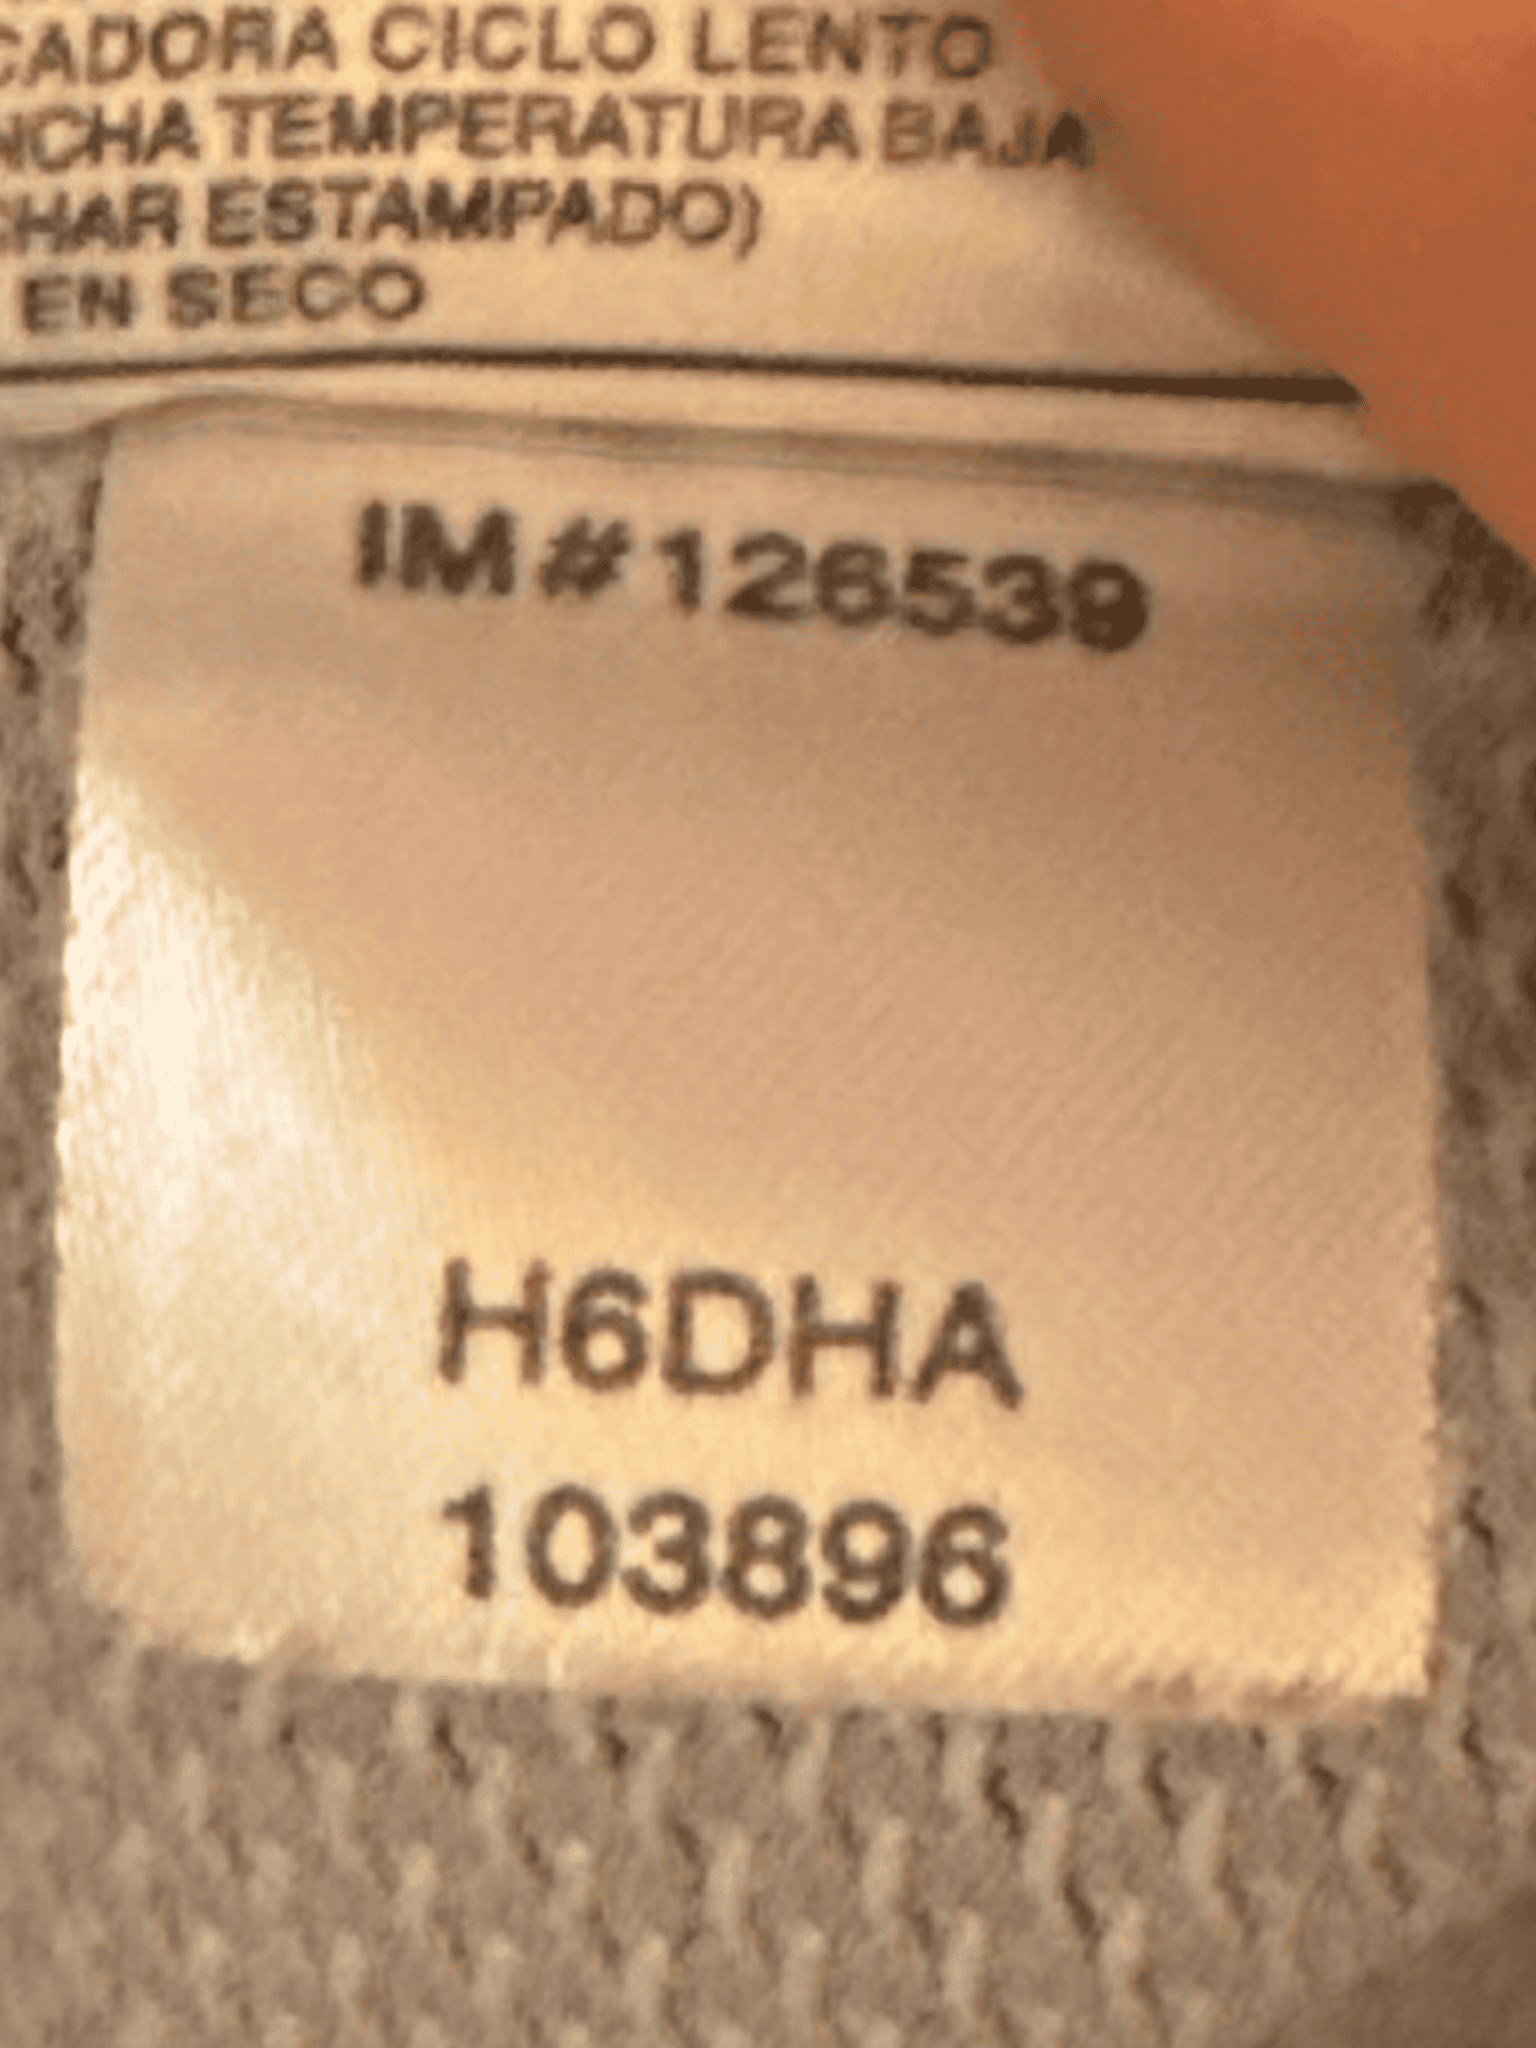 CADORA CICLO LENTO
NCHA TEMPERATURA BAJA
CHAR ESTAMPADO)
EN SECO
IM#126539
H6DHA
103896